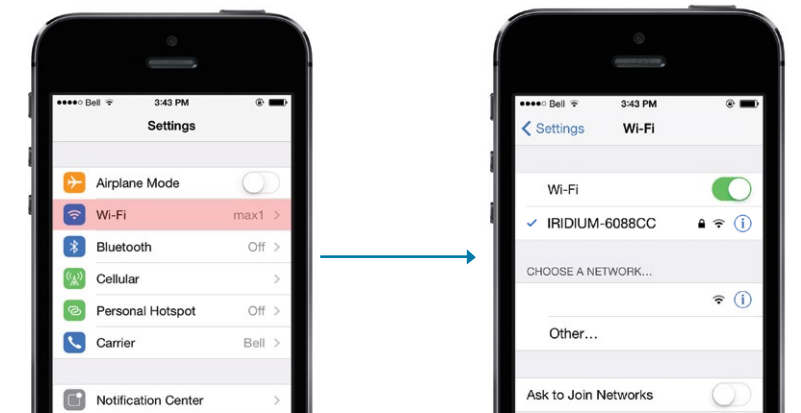 ●●●●○ Bell 3:43 PM
Settings
Airplane Mode
Wi-Fi max1 >
Bluetooth Off >
Cellular >
Personal Hotspot Off >
Carrier Bell >
Notification Center >
●●●●○ Bell 3:43 PM
< Settings Wi-Fi
Wi-Fi
✓ IRIDIUM-6088CC
CHOOSE A NETWORK...
Other...
Ask to Join Networks